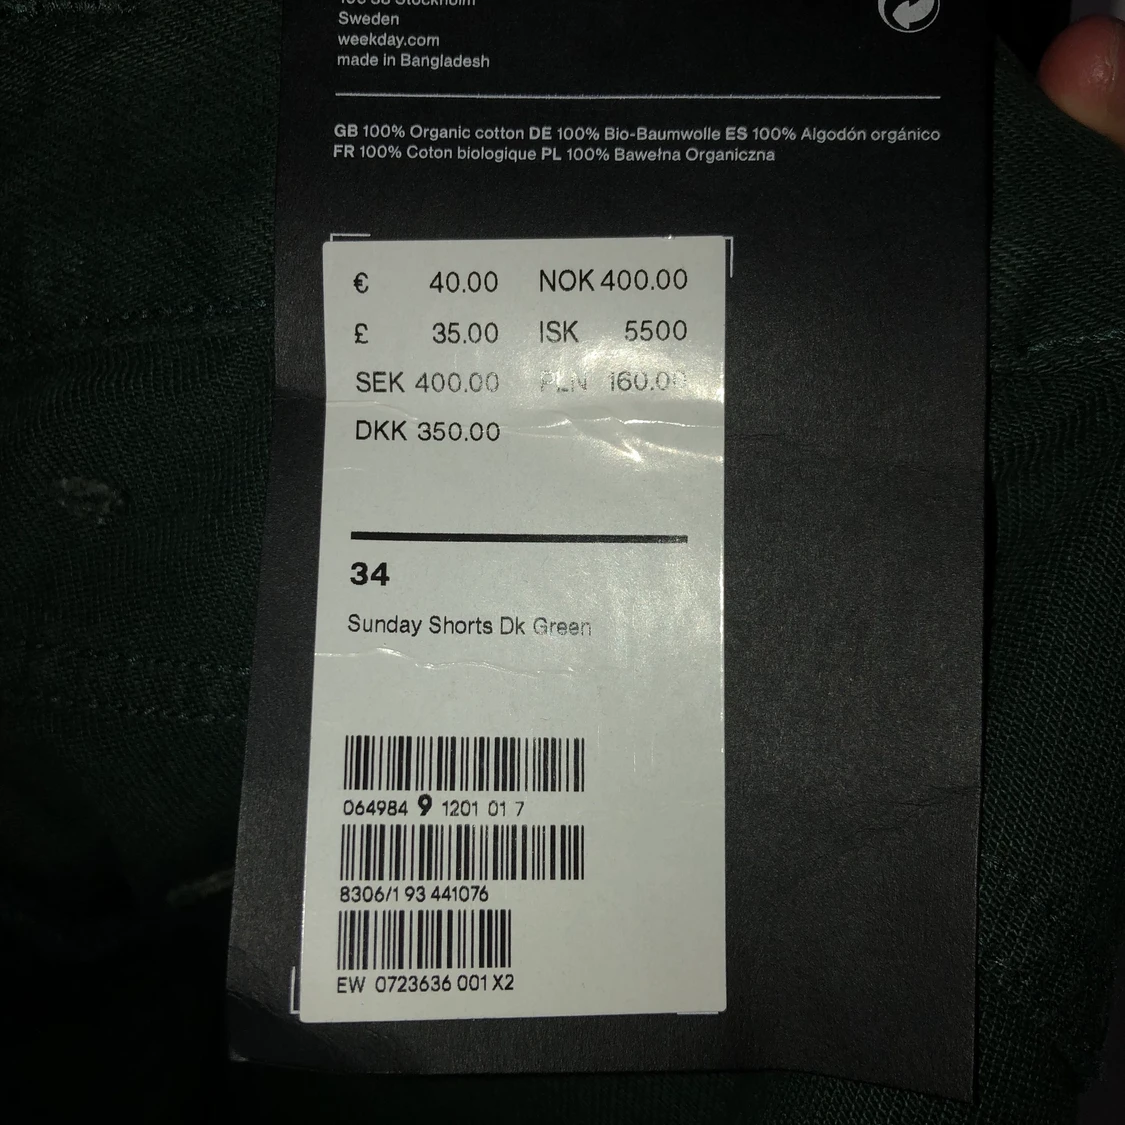 Sweden
weekday.com
made in Bangladesh
GB 100% Organic cotton DE 100% Bio-Baumwolle ES 100% Algodón orgánico
FR 100% Coton biologique PL 100% Bawełna Organiczna
€ 40.00 NOK 400.00
£ 35.00 ISK 5500
SEK 400.00 PLN 160.00
DKK 350.00
34
Sunday Shorts Dk Green
064984 9 1201 01 7
8306/1 93 441076
EW 0723636 001 X2